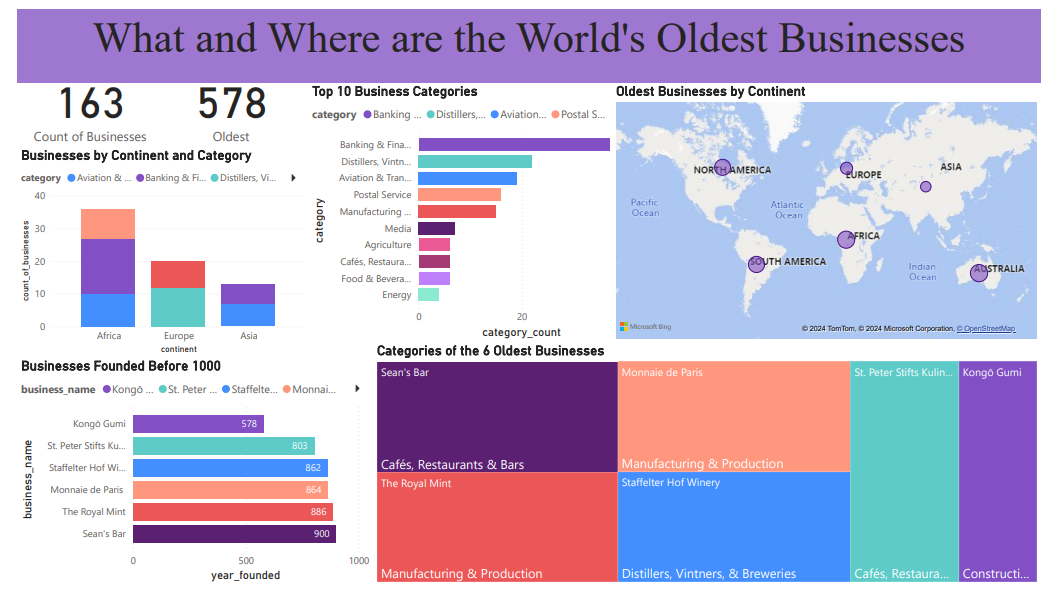 What and Where are the World's Oldest Businesses
163
Count of Businesses
578
Oldest
Businesses by Continent and Category
category Aviation & ... Banking & Fi... Distillers, Vi...
count_of_businesses
40
30
20
10
0
Africa Europe Asia
continent
Top 10 Business Categories
category Banking ... Distillers,... Aviation... Postal S...
category
Banking & Fina...
Distillers, Vintn...
Aviation & Tran...
Postal Service
Manufacturing ...
Media
Agriculture
Cafés, Restaura...
Food & Bevera...
Energy
0 20
category_count
Oldest Businesses by Continent
NORTH AMERICA
EUROPE
ASIA
Pacific
Ocean
Atlantic
Ocean
AFRICA
SOUTH AMERICA
Indian
Ocean
AUSTRALIA
Microsoft Bing
© 2024 TomTom, © 2024 Microsoft Corporation, © OpenStreetMap
Businesses Founded Before 1000
business_name Kongō ... St. Peter ... Staffelte... Monnai...
business_name
Kongō Gumi 578
St. Peter Stifts Ku... 803
Staffelter Hof Wi... 862
Monnaie de Paris 864
The Royal Mint 886
Sean's Bar 900
0 500 1000
year_founded
Categories of the 6 Oldest Businesses
Sean's Bar
Cafés, Restaurants & Bars
The Royal Mint
Manufacturing & Production
Monnaie de Paris
Manufacturing & Production
Staffelter Hof Winery
Distillers, Vintners, & Breweries
St. Peter Stifts Kulin...
Cafés, Restaura...
Kongō Gumi
Constructi...